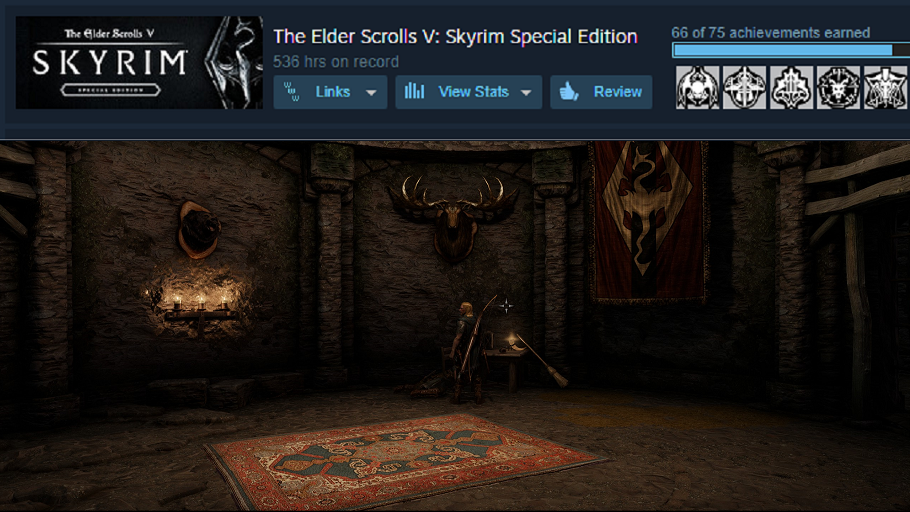 The Elder Scrolls V
SKYRIM
SPECIAL EDITION
The Elder Scrolls V: Skyrim Special Edition
536 hrs on record
Links
View Stats
Review
66 of 75 achievements earned